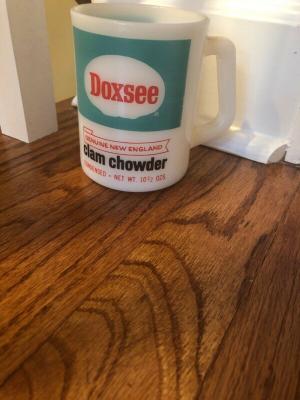 Doxsee
GENUINE NEW ENGLAND
clam chowder
CONDENSED - NET WT. 10½ OZS.